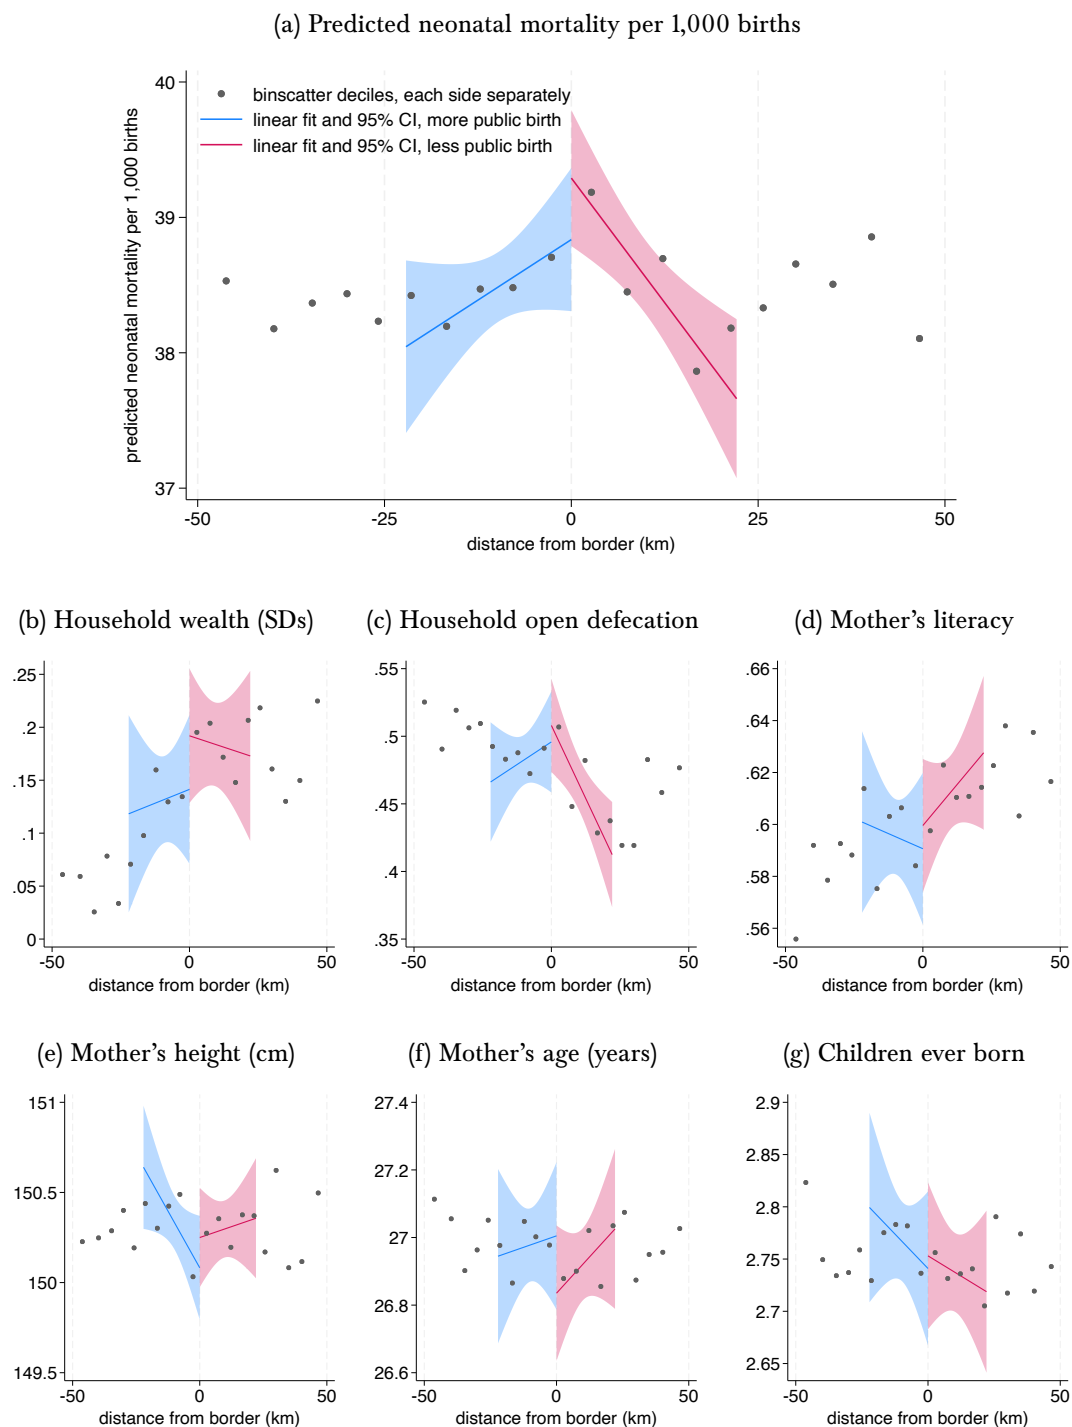 (a) Predicted neonatal mortality per 1,000 births
predicted neonatal mortality per 1,000 births
40
39
38
37
binscatter deciles, each side separately
linear fit and 95% CI, more public birth
linear fit and 95% CI, less public birth
-50 -25 0 25 50
distance from border (km)
(b) Household wealth (SDs)
.25
.2
.15
.1
.05
0
-50 0 50
distance from border (km)
(c) Household open defecation
.55
.5
.45
.4
.35
-50 0 50
distance from border (km)
(d) Mother's literacy
.66
.64
.62
.6
.58
.56
-50 0 50
distance from border (km)
(e) Mother's height (cm)
151
150.5
150
149.5
-50 0 50
distance from border (km)
(f) Mother's age (years)
27.4
27.2
27
26.8
26.6
-50 0 50
distance from border (km)
(g) Children ever born
2.9
2.85
2.8
2.75
2.7
2.65
-50 0 50
distance from border (km)